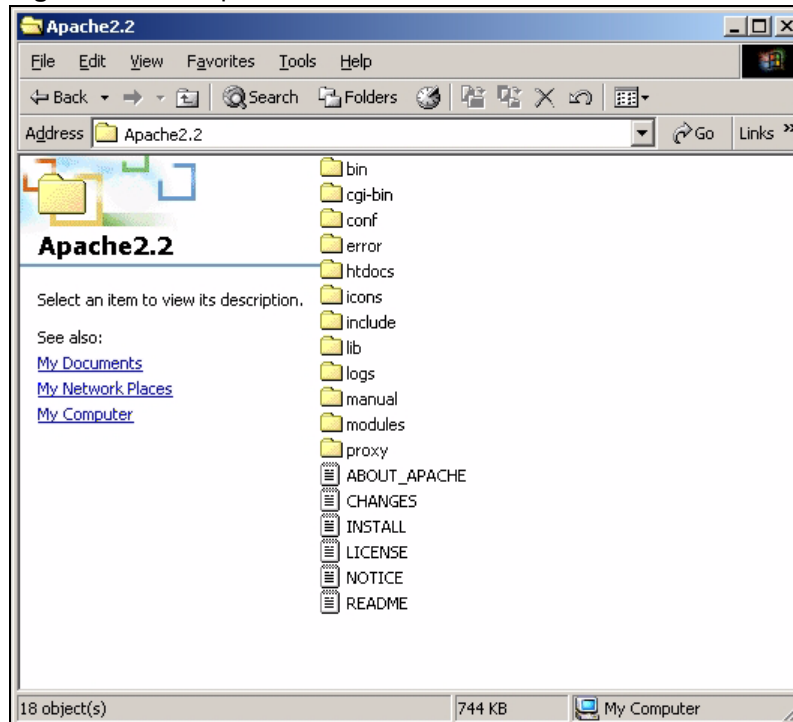 Apache2.2
File Edit View Favorites Tools Help
Back Search Folders
Address Apache2.2 Go Links »
Apache2.2
Select an item to view its description.
See also:
My Documents
My Network Places
My Computer
bin
cgi-bin
conf
error
htdocs
icons
include
lib
logs
manual
modules
proxy
ABOUT_APACHE
CHANGES
INSTALL
LICENSE
NOTICE
README
18 object(s) 744 KB My Computer